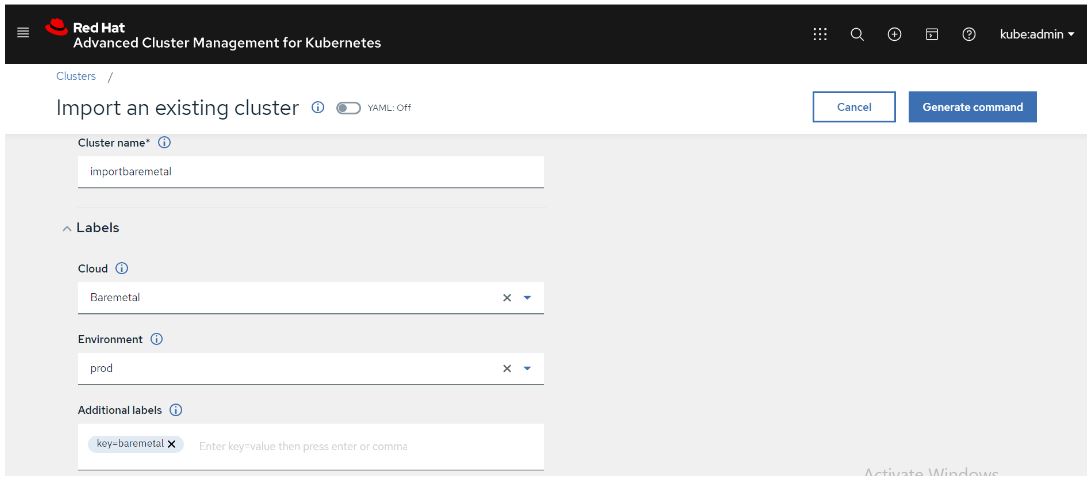 Red Hat
Advanced Cluster Management for Kubernetes
kube:admin
Clusters /
Import an existing cluster
YAML: Off
Cancel
Generate command
Cluster name*
importbaremetal
Labels
Cloud
Baremetal
Environment
prod
Additional labels
key=baremetal
Enter key=value then press enter or comma
Activate Windows